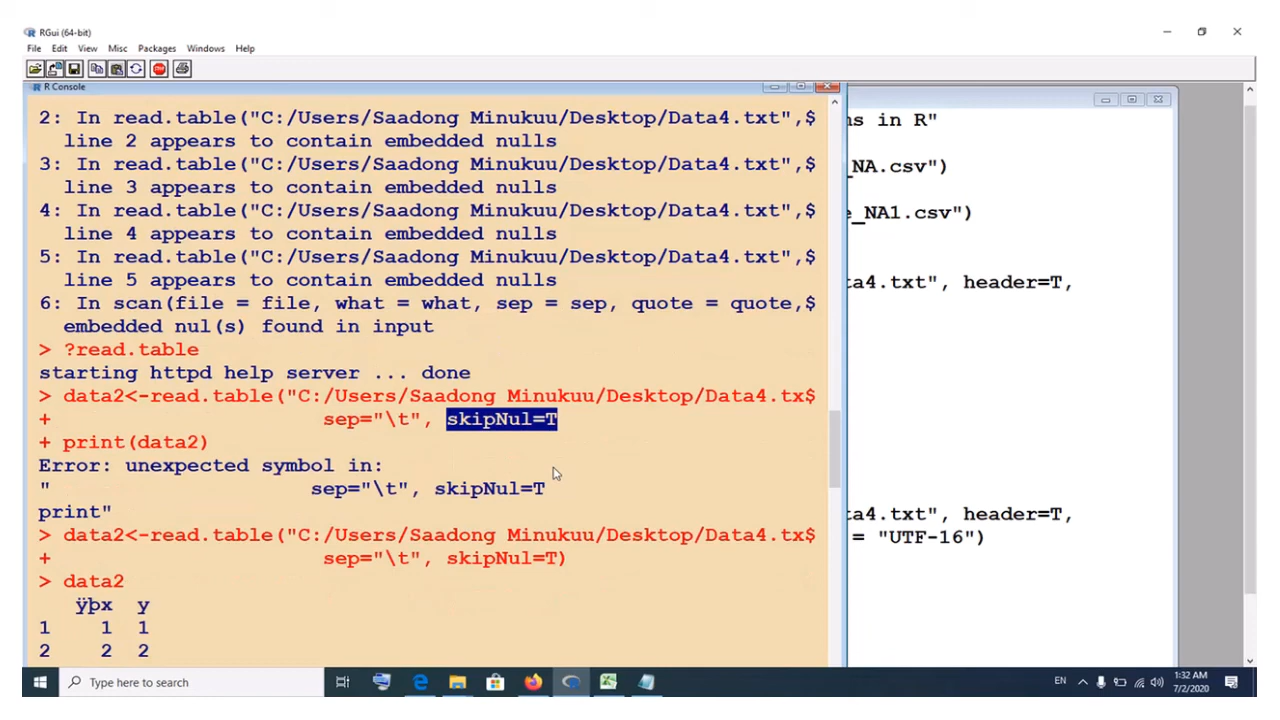 RGui (64-bit)
File Edit View Misc Packages Windows Help
R Console
2: In read.table("C:/Users/Saadong Minukuu/Desktop/Data4.txt",$
line 2 appears to contain embedded nulls
3: In read.table("C:/Users/Saadong Minukuu/Desktop/Data4.txt",$
line 3 appears to contain embedded nulls
4: In read.table("C:/Users/Saadong Minukuu/Desktop/Data4.txt",$
line 4 appears to contain embedded nulls
5: In read.table("C:/Users/Saadong Minukuu/Desktop/Data4.txt",$
line 5 appears to contain embedded nulls
6: In scan(file = file, what = what, sep = sep, quote = quote,$
embedded nul(s) found in input
> ?read.table
starting httpd help server ... done
> data2<-read.table("C:/Users/Saadong Minukuu/Desktop/Data4.tx$
+ sep="\t", skipNul=T
+ print(data2)
Error: unexpected symbol in:
" sep="\t", skipNul=T
print"
> data2<-read.table("C:/Users/Saadong Minukuu/Desktop/Data4.tx$
+ sep="\t", skipNul=T)
> data2
ÿþx y
1 1 1
2 2 2
ns in R"
_NA.csv")
e_NA1.csv")
ta4.txt", header=T,
ta4.txt", header=T,
= "UTF-16")
Type here to search
EN
1:32 AM
7/2/2020